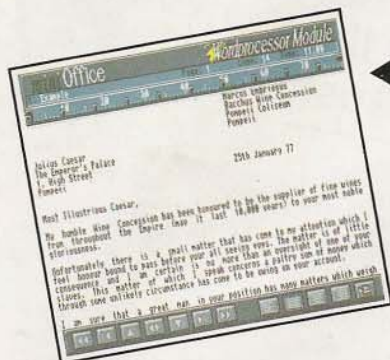 Office
Wordprocessor Module
Example
Marcus Umbriogus
Bacchus Wine Concession
Pompeii Coliseum
Pompeii
Julius Caesar
The Emperor's Palace
1, High Street
Pompeii
25th January 77
Most Illustrious Caesar,
My humble Wine Concession has been honoured to be the supplier of fine wines
from throughout the Empire (may it last 10,000 years) to your most noble
gloriousness.
Unfortunately there is a small matter that has come to my attention which I
feel honour bound to pass before your all seeing eyes. The matter is of little
consequence and I am certain is no more than an oversight of one of your
slaves. This matter of which I speak concerns a paltry sum of money which
through some unlikely circumstance has come to be owing on your account.
I am sure that a great man in your position has many matters which weigh